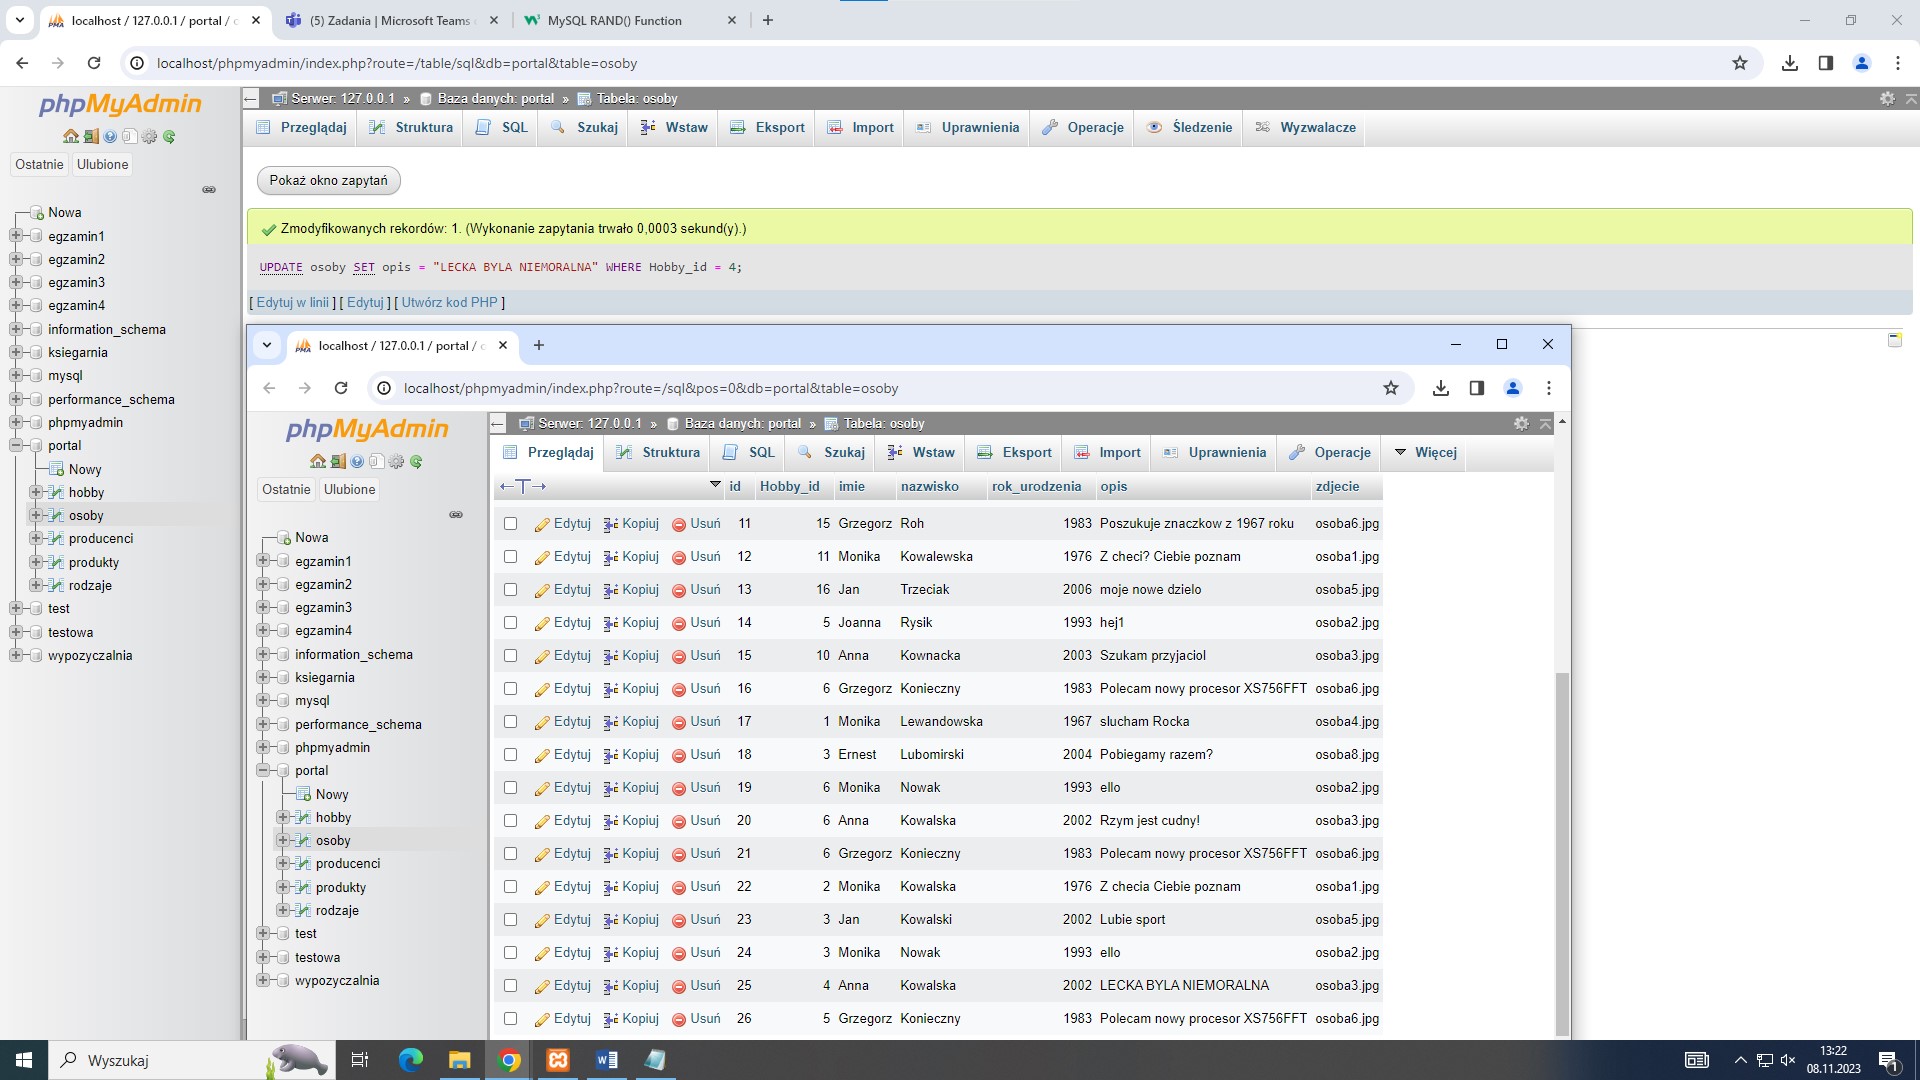 localhost / 127.0.0.1 / portal / o
(5) Zadania | Microsoft Teams
MySQL RAND() Function
localhost/phpmyadmin/index.php?route=/table/sql&db=portal&table=osoby
phpMyAdmin
Ostatnie Ulubione
Nowa
egzamin1
egzamin2
egzamin3
egzamin4
information_schema
ksiegarnia
mysql
performance_schema
phpmyadmin
portal
Nowy
hobby
osoby
producenci
produkty
rodzaje
test
testowa
wypozyczalnia
Serwer: 127.0.0.1 » Baza danych: portal » Tabela: osoby
Przeglądaj Struktura SQL Szukaj Wstaw Eksport Import Uprawnienia Operacje Śledzenie Wyzwalacze
Pokaż okno zapytań
Zmodyfikowanych rekordów: 1. (Wykonanie zapytania trwało 0,0003 sekund(y).)
UPDATE osoby SET opis = "LECKA BYLA NIEMORALNA" WHERE Hobby_id = 4;
[ Edytuj w linii ] [ Edytuj ] [ Utwórz kod PHP ]
localhost / 127.0.0.1 / portal / o
localhost/phpmyadmin/index.php?route=/sql&pos=0&db=portal&table=osoby
phpMyAdmin
Ostatnie Ulubione
Nowa
egzamin1
egzamin2
egzamin3
egzamin4
information_schema
ksiegarnia
mysql
performance_schema
phpmyadmin
portal
Nowy
hobby
osoby
producenci
produkty
rodzaje
test
testowa
wypozyczalnia
Serwer: 127.0.0.1 » Baza danych: portal » Tabela: osoby
Przeglądaj Struktura SQL Szukaj Wstaw Eksport Import Uprawnienia Operacje Więcej
←T→ id Hobby_id imie nazwisko rok_urodzenia opis zdjecie
Edytuj Kopiuj Usuń 11 15 Grzegorz Roh 1983 Poszukuje znaczkow z 1967 roku osoba6.jpg
Edytuj Kopiuj Usuń 12 11 Monika Kowalewska 1976 Z checi? Ciebie poznam osoba1.jpg
Edytuj Kopiuj Usuń 13 16 Jan Trzeciak 2006 moje nowe dzielo osoba5.jpg
Edytuj Kopiuj Usuń 14 5 Joanna Rysik 1993 hej1 osoba2.jpg
Edytuj Kopiuj Usuń 15 10 Anna Kownacka 2003 Szukam przyjaciol osoba3.jpg
Edytuj Kopiuj Usuń 16 6 Grzegorz Konieczny 1983 Polecam nowy procesor XS756FFT osoba6.jpg
Edytuj Kopiuj Usuń 17 1 Monika Lewandowska 1967 slucham Rocka osoba4.jpg
Edytuj Kopiuj Usuń 18 3 Ernest Lubomirski 2004 Pobiegamy razem? osoba8.jpg
Edytuj Kopiuj Usuń 19 6 Monika Nowak 1993 ello osoba2.jpg
Edytuj Kopiuj Usuń 20 6 Anna Kowalska 2002 Rzym jest cudny! osoba3.jpg
Edytuj Kopiuj Usuń 21 6 Grzegorz Konieczny 1983 Polecam nowy procesor XS756FFT osoba6.jpg
Edytuj Kopiuj Usuń 22 2 Monika Kowalska 1976 Z checia Ciebie poznam osoba1.jpg
Edytuj Kopiuj Usuń 23 3 Jan Kowalski 2002 Lubie sport osoba5.jpg
Edytuj Kopiuj Usuń 24 3 Monika Nowak 1993 ello osoba2.jpg
Edytuj Kopiuj Usuń 25 4 Anna Kowalska 2002 LECKA BYLA NIEMORALNA osoba3.jpg
Edytuj Kopiuj Usuń 26 5 Grzegorz Konieczny 1983 Polecam nowy procesor XS756FFT osoba6.jpg
Wyszukaj
13:22
08.11.2023
1